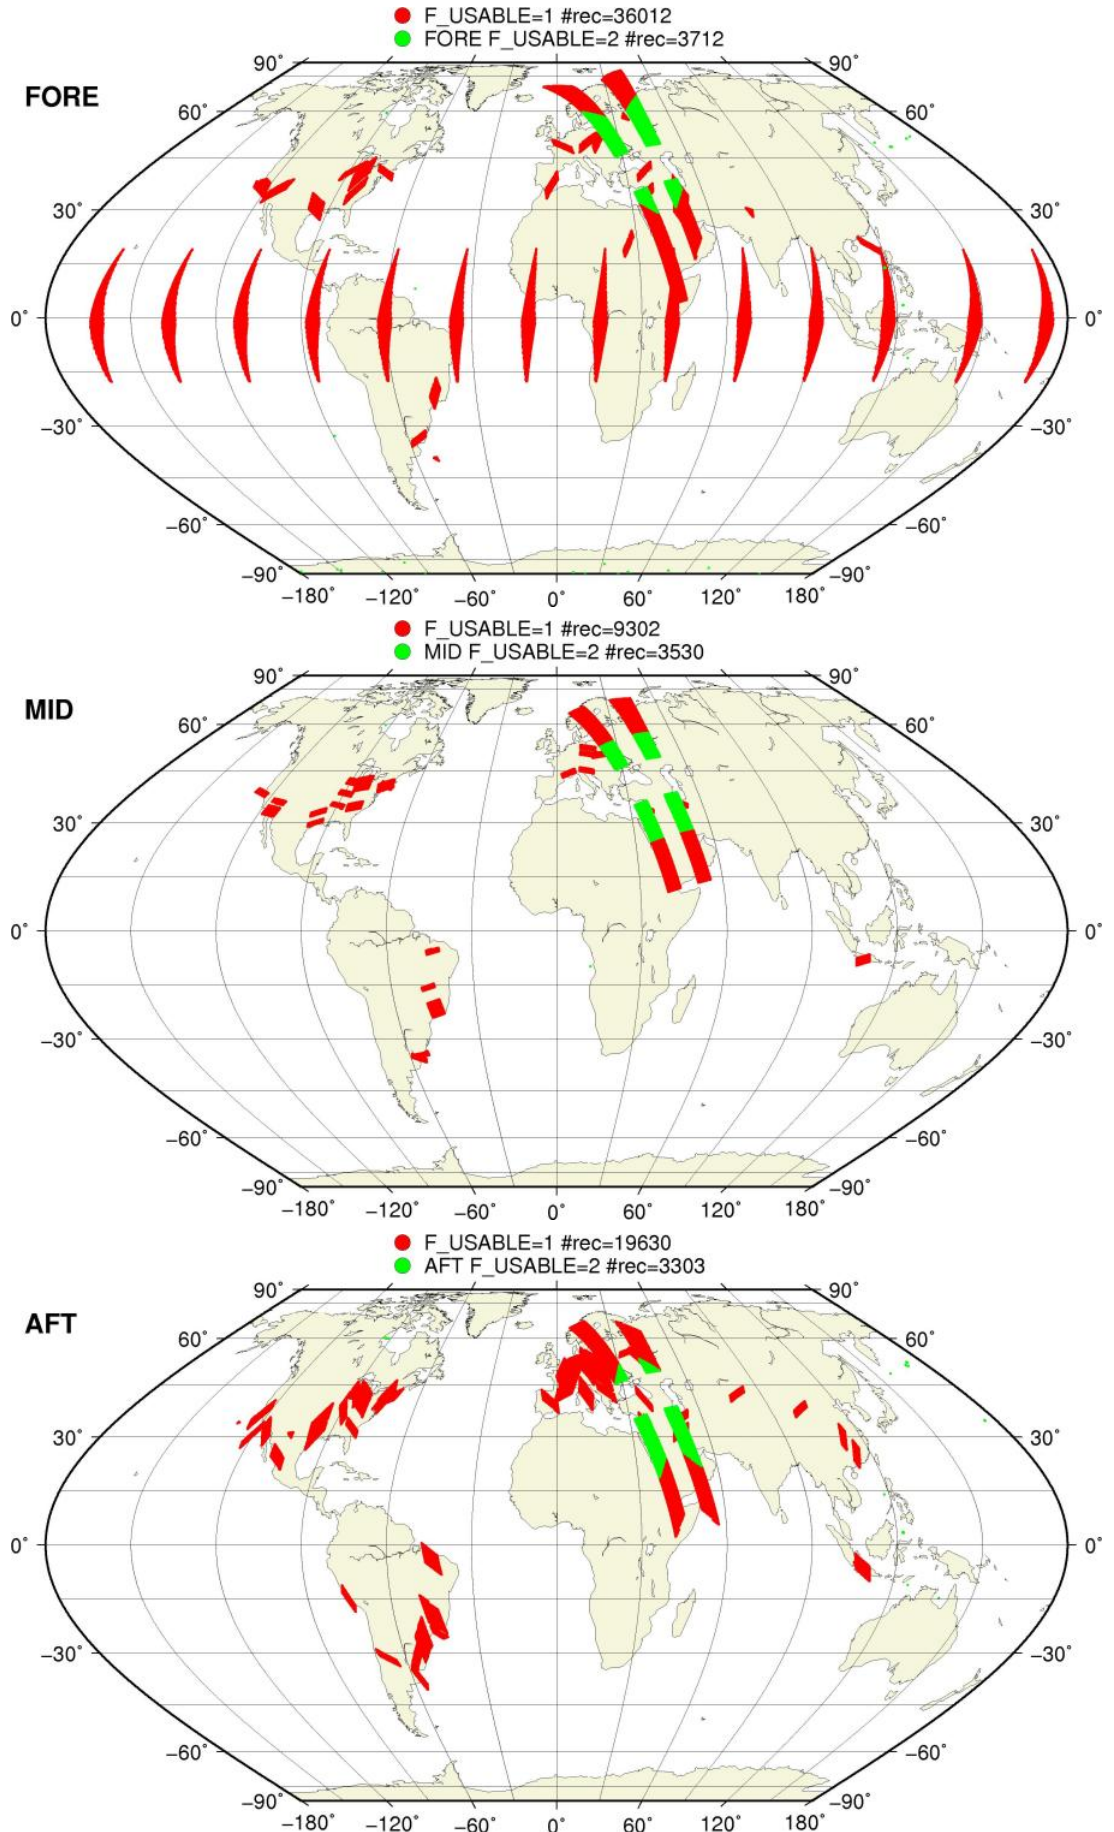 F_USABLE=1 #rec=36012
FORE F_USABLE=2 #rec=3712
FORE
90° 90°
60° 60°
30° 30°
0° 0°
−30° −30°
−60° −60°
−90° −90°
−180° −120° −60° 0° 60° 120° 180°
F_USABLE=1 #rec=9302
MID F_USABLE=2 #rec=3530
MID
90° 90°
60° 60°
30° 30°
0° 0°
−30° −30°
−60° −60°
−90° −90°
−180° −120° −60° 0° 60° 120° 180°
F_USABLE=1 #rec=19630
AFT F_USABLE=2 #rec=3303
AFT
90° 90°
60° 60°
30° 30°
0° 0°
−30° −30°
−60° −60°
−90° −90°
−180° −120° −60° 0° 60° 120° 180°